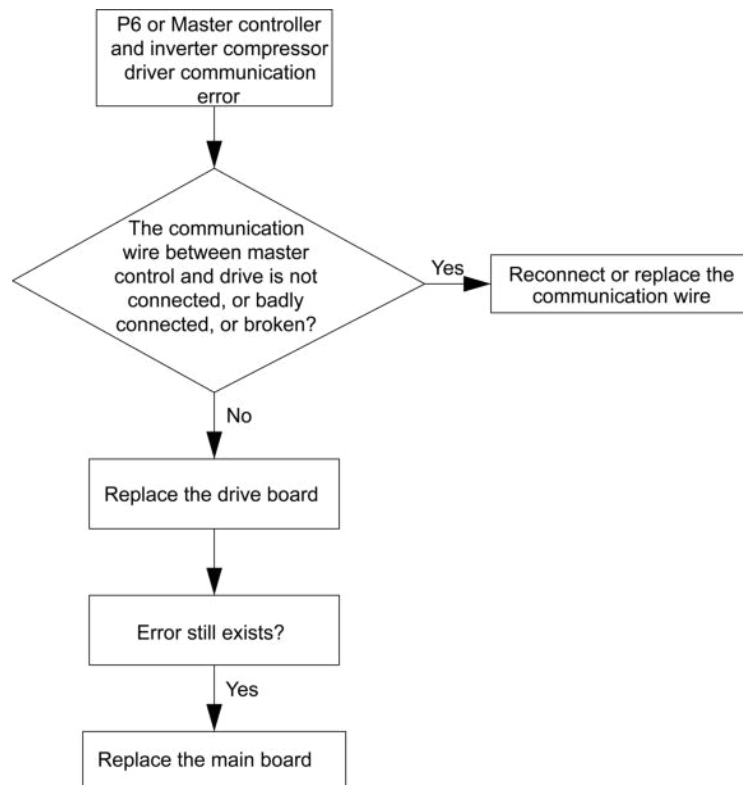 P6 or Master controller
and inverter compressor
driver communication
error
The communication
wire between master
control and drive is not
connected, or badly
connected, or broken?
Yes
Reconnect or replace the
communication wire
No
Replace the drive board
Error still exists?
Yes
Replace the main board